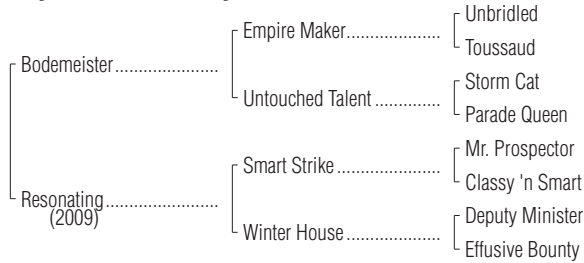 Unbridled
Empire Maker....................
Toussaud
Bodemeister......................
Storm Cat
Untouched Talent................
Parade Queen
Mr. Prospector
Smart Strike.......................
Classy 'n Smart
Resonating........................
(2009)
Deputy Minister
Winter House....................
Effusive Bounty